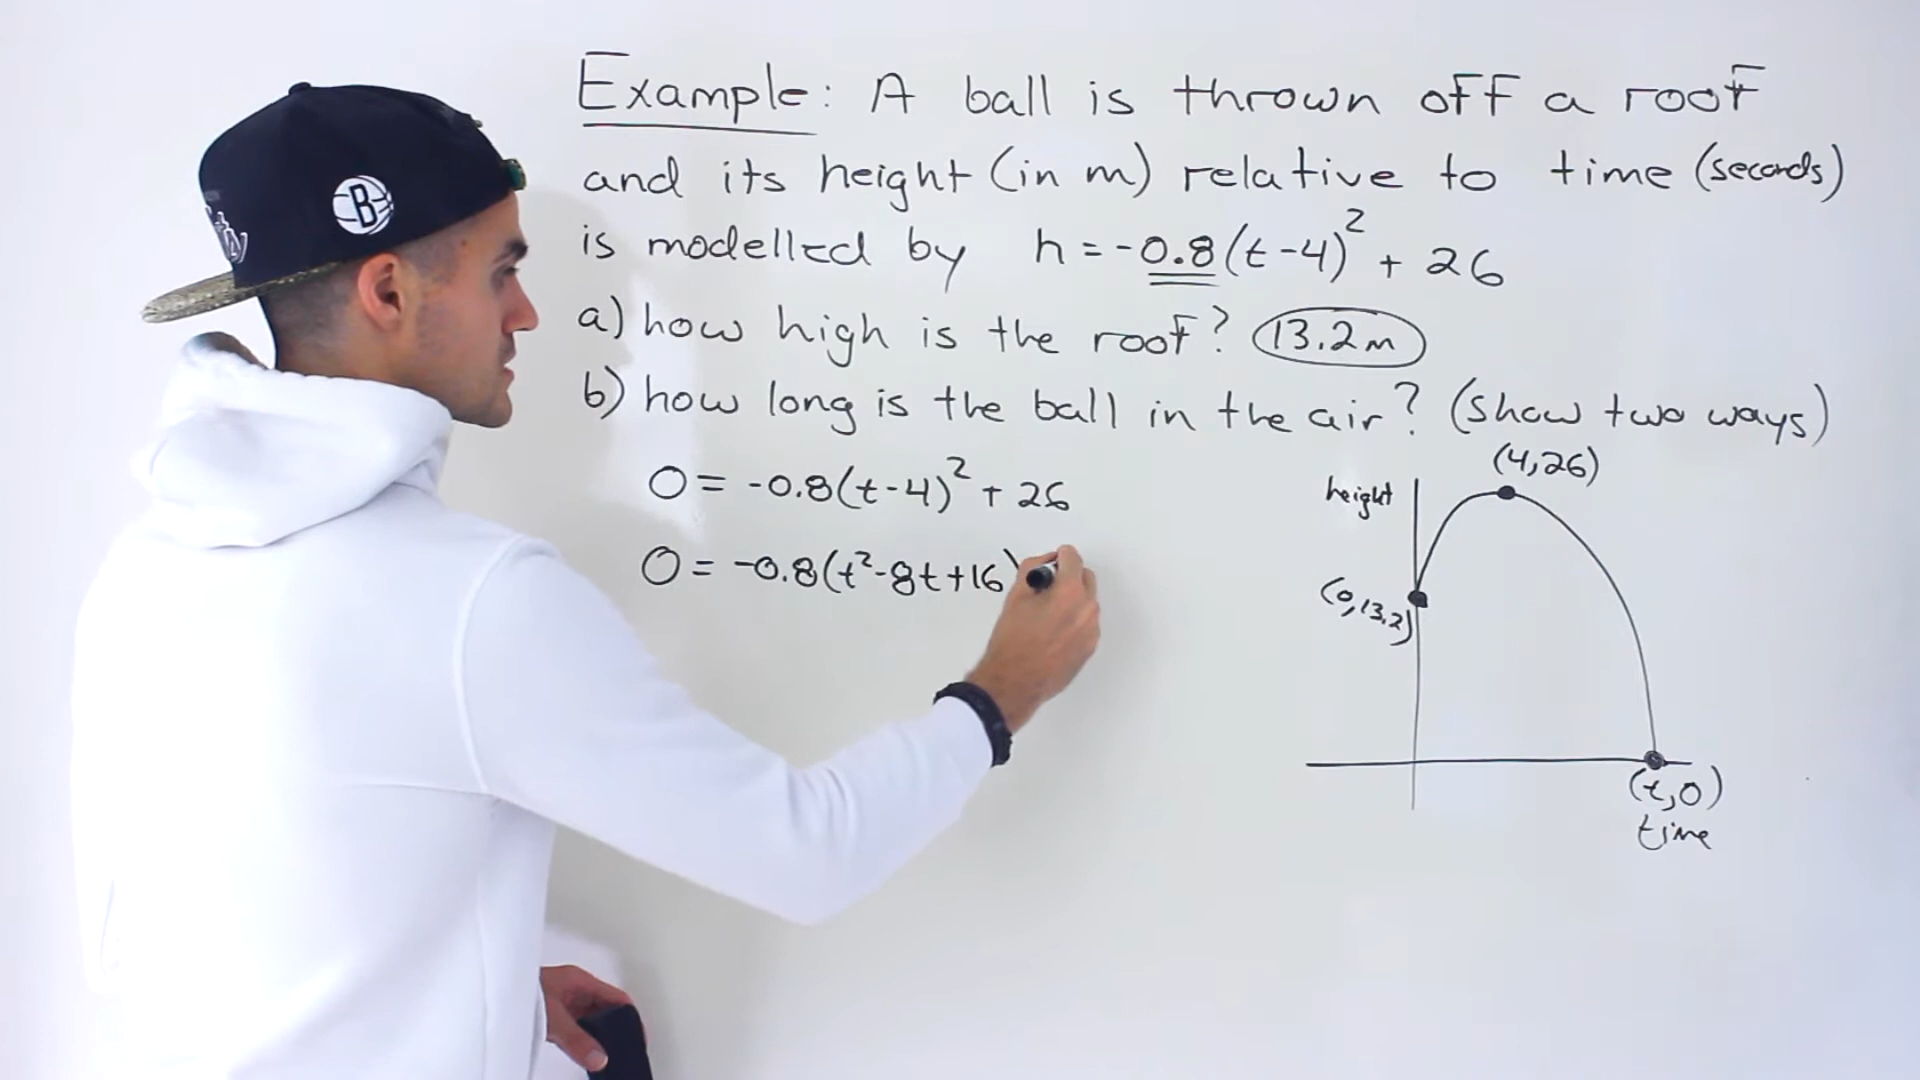 Example: A ball is thrown off a roof
and its height (in m) relative to time (seconds)
is modelled by h = -0.8(t-4)² + 26
a) how high is the roof? 13.2m
b) how long is the ball in the air? (show two ways)
0 = -0.8(t-4)² + 26
0 = -0.8(t²-8t+16)
(4,26)
height
(0,13.2)
(t,0)
time
B